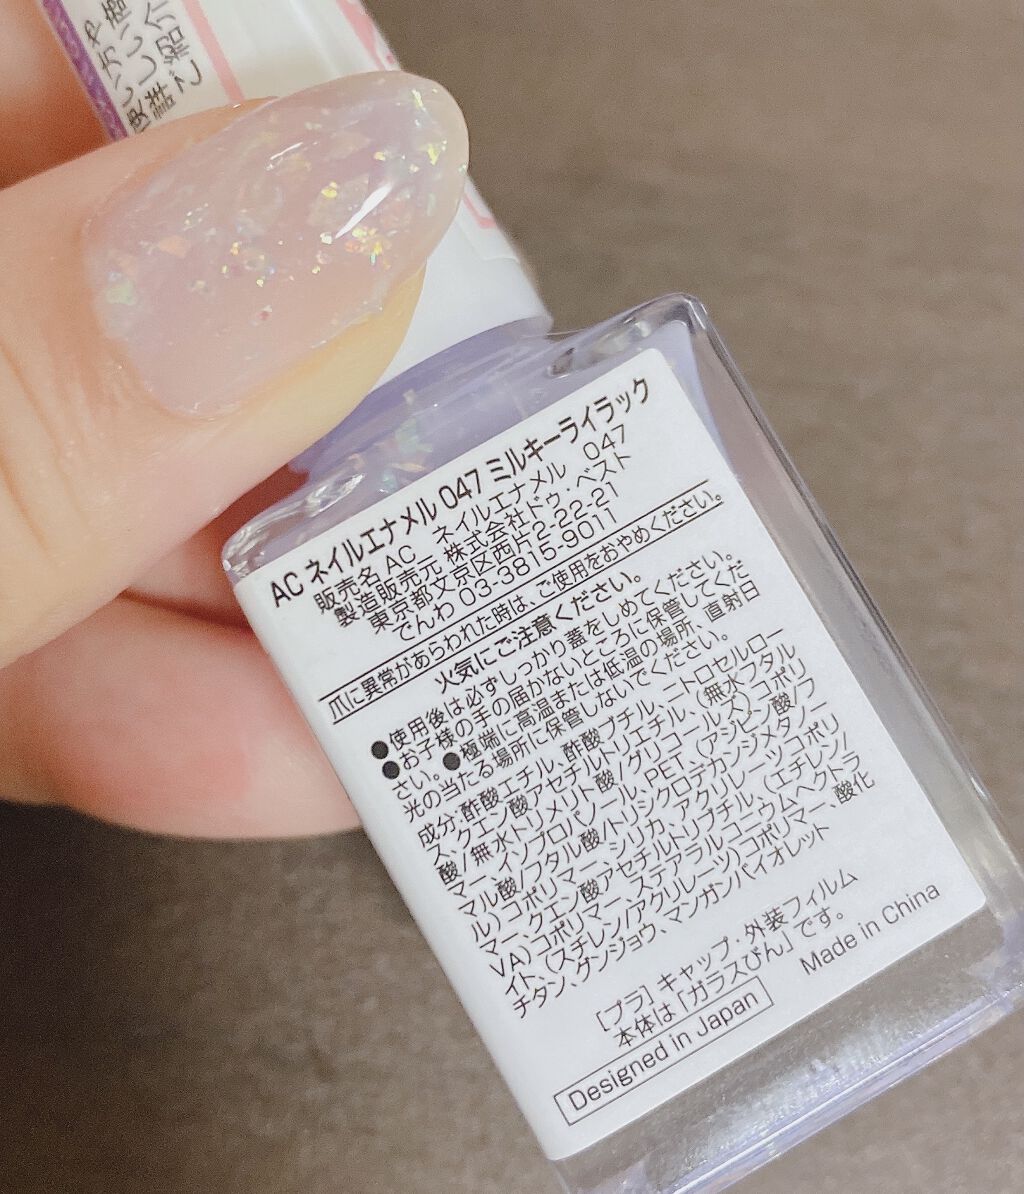 使い方や
詳しい
ご紹介
AC ネイルエナメル 047 ミルキーライラック
販売名 AC ネイルエナメル 047
製造販売元 株式会社ドゥ・ベスト
東京都文京区西片2-22-21
でんわ 03-3815-9011
爪に異常があらわれた時は、ご使用をおやめください。
火気にご注意ください。
●使用後は必ずしっかり蓋をしめてください。
●お子様の手の届かないところに保管してくだ
さい。●極端に高温または低温の場所、直射日
光の当たる場所に保管しないでください。
成分:酢酸エチル、酢酸ブチル、ニトロセルロー
ス、クエン酸アセチルトリエチル、(無水フタル
酸/無水トリメリト酸/グリコールズ)コポリ
マー、イソプロパノール、PET、(アジピン酸/フ
マル酸/フタル酸/トリシクロデカンジメタノー
ル)コポリマー、シリカ、アクリレーツコポリ
マー、クエン酸アセチルトリブチル、(エチレン/
VA)コポリマー、ステアラルコニウムヘクトラ
イト、(スチレン/アクリレーツ)コポリマー、酸化
チタン、グンジョウ、マンガンバイオレット
[プラ] キャップ・外装フィルム
本体は「ガラスびん」です。
Made in China
Designed in Japan